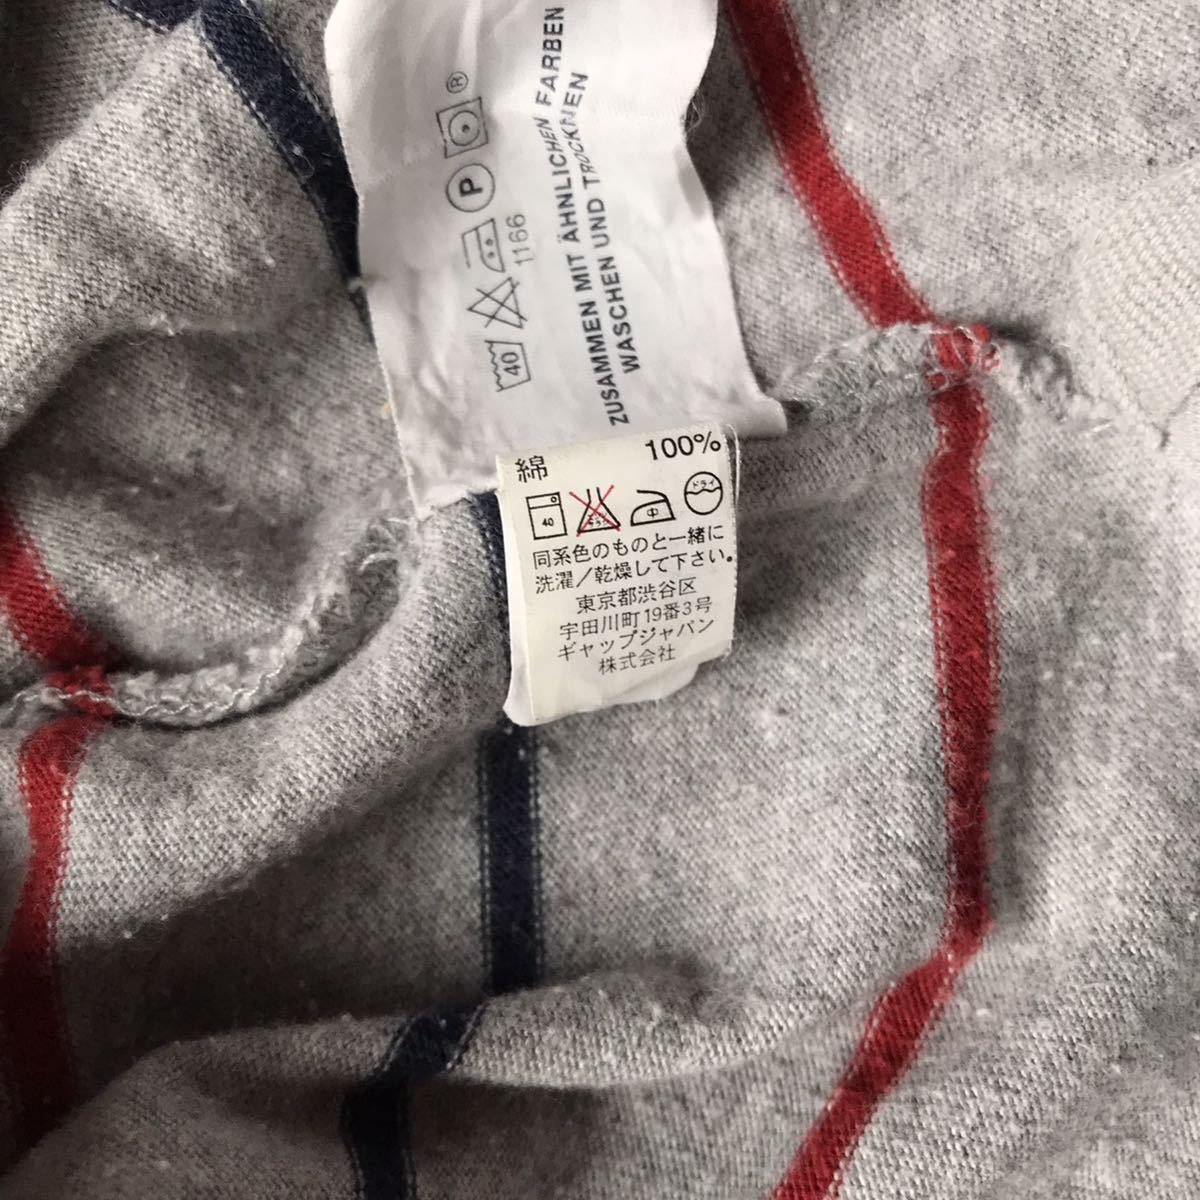 ZUSAMMEN MIT ÄHNLICHEN FARBEN
WASCHEN UND TROCKNEN
40
1166
P
®
綿 100%
40
中
ドライ
同系色のものと一緒に
洗濯/乾燥して下さい。
東京都渋谷区
宇田川町19番3号
ギャップジャパン
株式会社